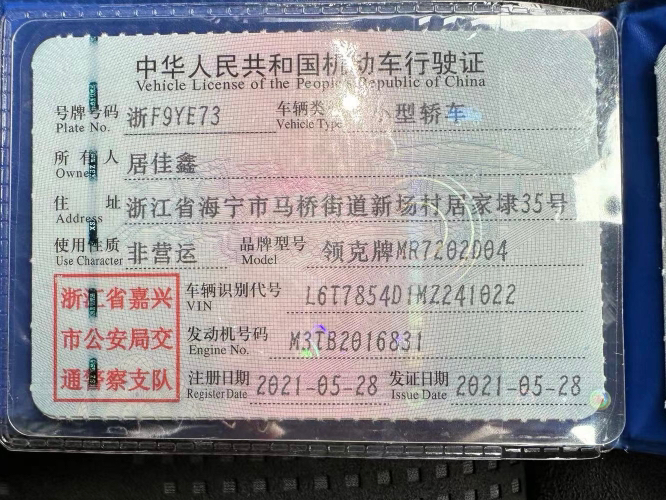 中华人民共和国机动车行驶证
Vehicle License of the People's Republic of China
号牌号码 浙F9YE73 车辆类 小型轿车
Plate No. Vehicle Type
所有人 居佳鑫
Owner
住址 浙江省海宁市马桥街道新场村居家埭35号
Address
使用性质 非营运 品牌型号 领克牌MR7202D04
Use Character Model
浙江省嘉兴
市公安局交
通警察支队
车辆识别代号 L6T7854D1MZ241022
VIN
发动机号码 M3TB2016831
Engine No.
注册日期 2021-05-28 发证日期 2021-05-28
Register Date Issue Date